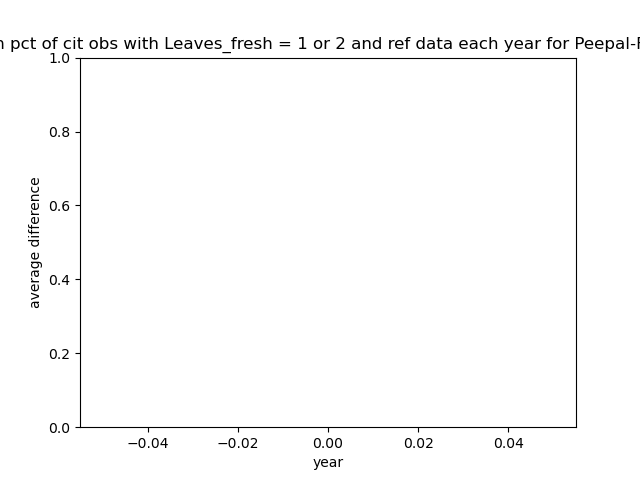 pct of cit obs with Leaves_fresh = 1 or 2 and ref data each year for
1.0
0.8
0.6
0.4
0.2
0.0
average difference
−0.04 −0.02 0.00 0.02 0.04
year